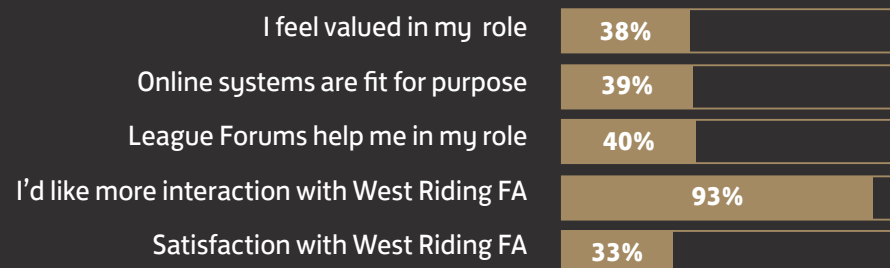 I feel valued in my role 38%
Online systems are fit for purpose 39%
League Forums help me in my role 40%
I'd like more interaction with West Riding FA 93%
Satisfaction with West Riding FA 33%